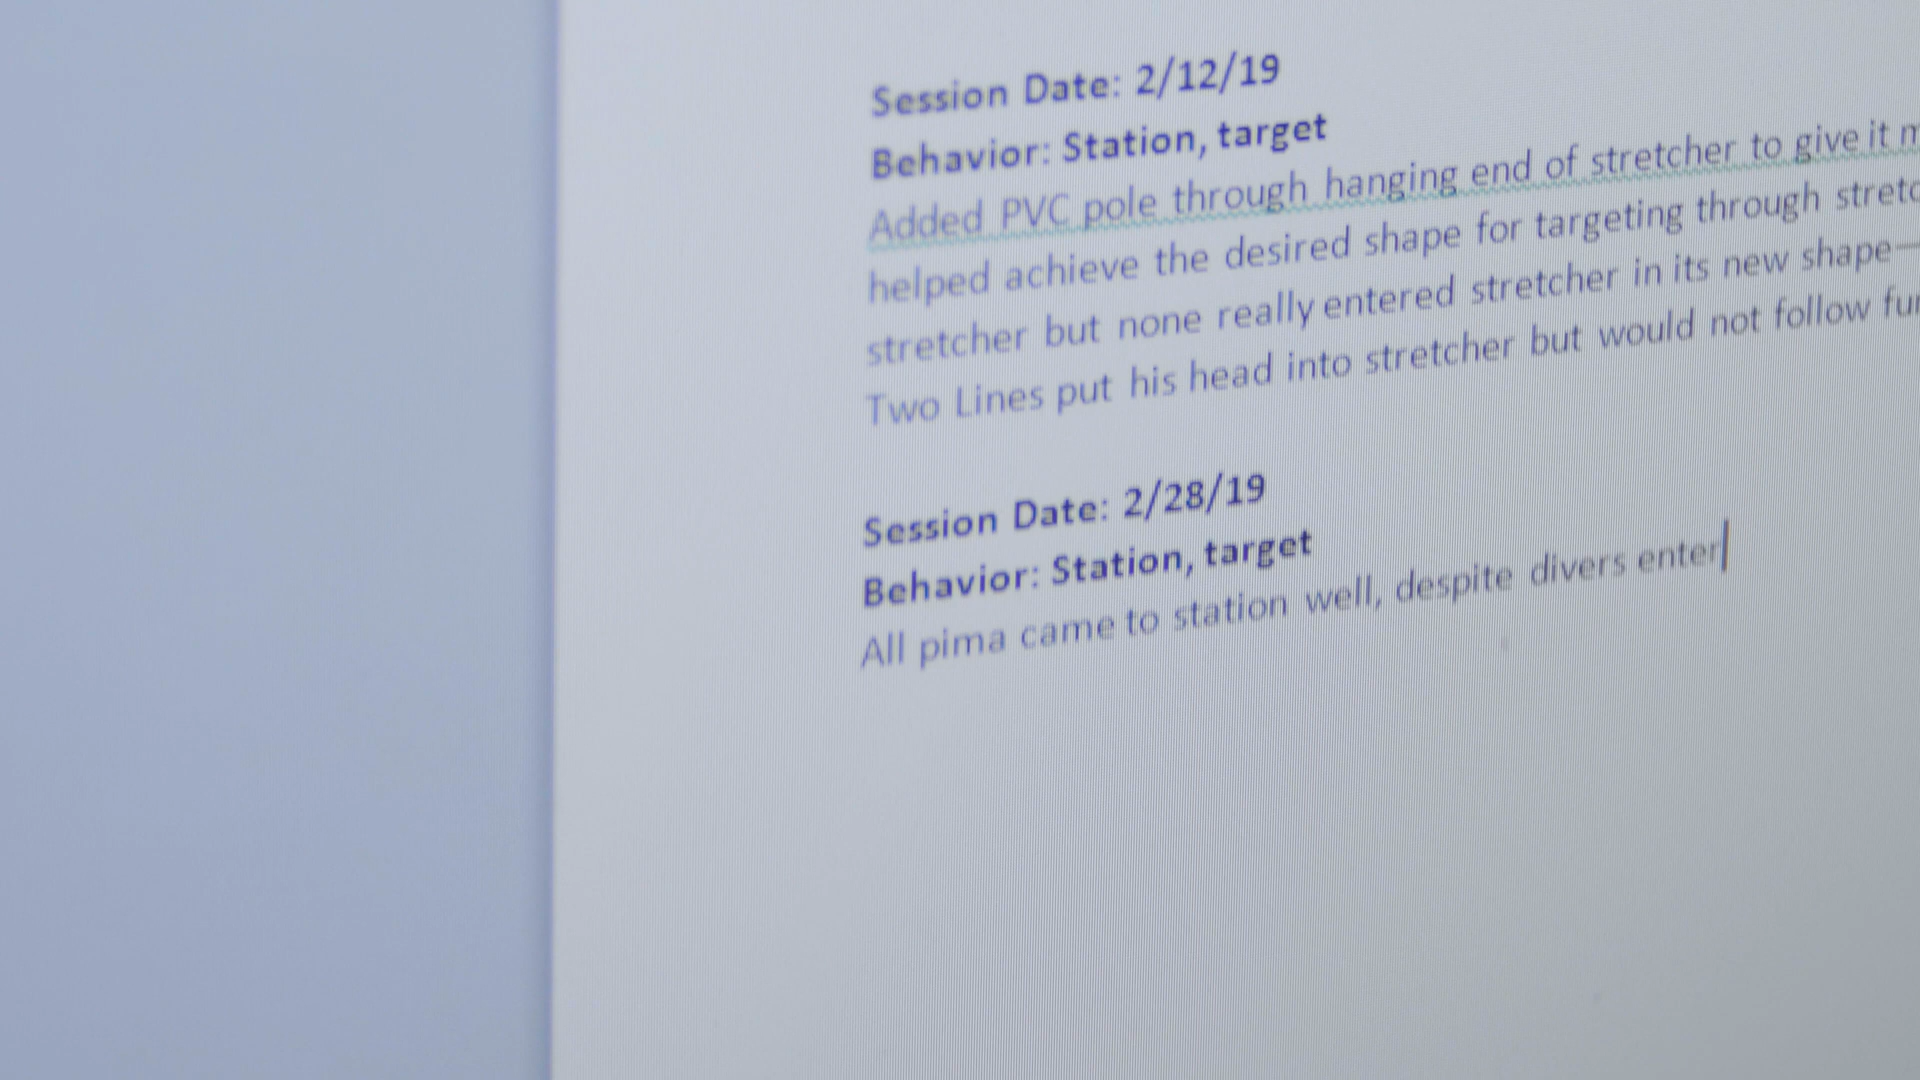 Session Date: 2/12/19
Behavior: Station, target
Added PVC pole through hanging end of stretcher to give it
helped achieve the desired shape for targeting through
stretcher but none really entered stretcher in its new shape—
Two Lines put his head into stretcher but would not follow
Session Date: 2/28/19
Behavior: Station, target
All pima came to station well, despite divers enter